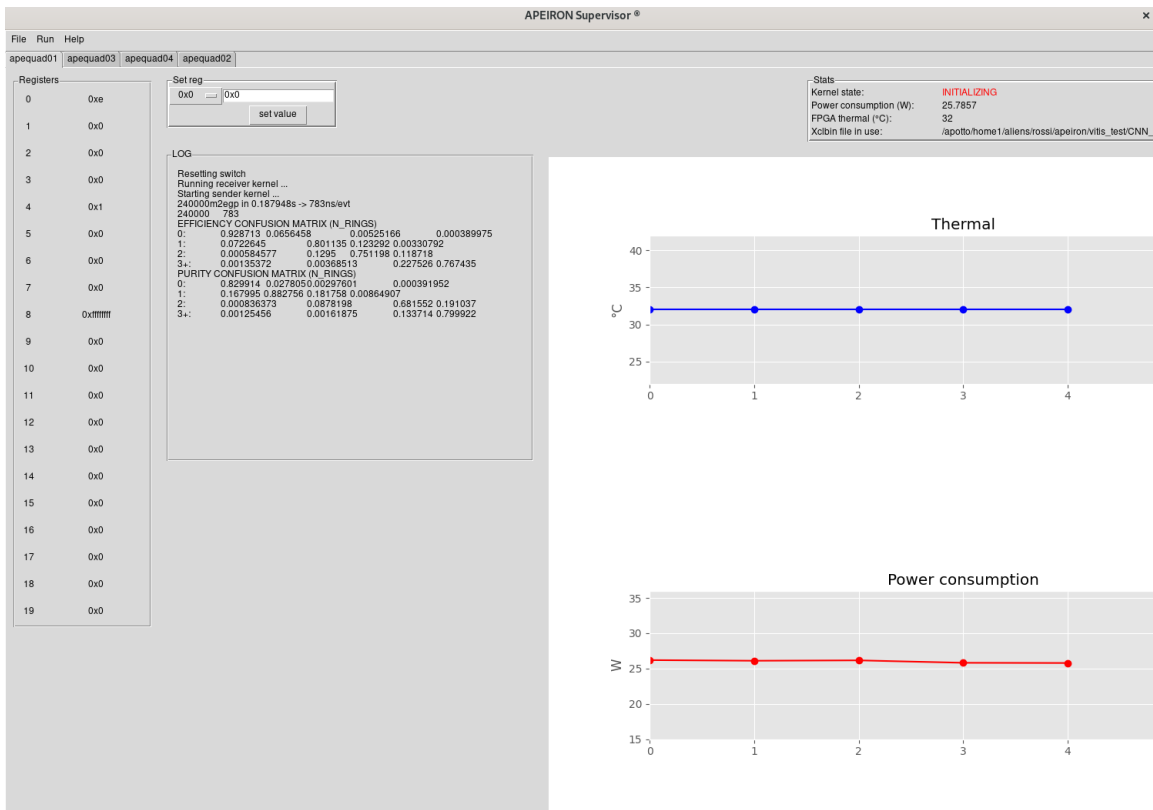 APEIRON Supervisor ® ×
File Run Help
apequad01 apequad03 apequad04 apequad02
Registers
0 0xe
1 0x0
2 0x0
3 0x0
4 0x1
5 0x0
6 0x0
7 0x0
8 0xffffffff
9 0x0
10 0x0
11 0x0
12 0x0
13 0x0
14 0x0
15 0x0
16 0x0
17 0x0
18 0x0
19 0x0
Set reg
0x0 0x0
set value
LOG
Resetting switch
Running receiver kernel ...
Starting sender kernel ...
240000m2egp in 0.187948s -> 783ns/evt
240000 783
EFFICIENCY CONFUSION MATRIX (N_RINGS)
0: 0.928713 0.0656458 0.00525166 0.000389975
1: 0.0722645 0.801135 0.123292 0.00330792
2: 0.000584577 0.1295 0.751198 0.118718
3+: 0.00135372 0.00368513 0.227526 0.767435
PURITY CONFUSION MATRIX (N_RINGS)
0: 0.829914 0.027805 0.00297601 0.000391952
1: 0.167995 0.882756 0.181758 0.00864907
2: 0.000836373 0.0878198 0.681552 0.191037
3+: 0.00125456 0.00161875 0.133714 0.799922
Stats
Kernel state: INITIALIZING
Power consumption (W): 25.7857
FPGA thermal (°C): 32
Xclbin file in use: /apotto/home1/aliens/rossi/apeiron/vitis_test/CNN_
Thermal
40
35
30
25
°C
0 1 2 3 4
Power consumption
35
30
25
20
15
W
0 1 2 3 4